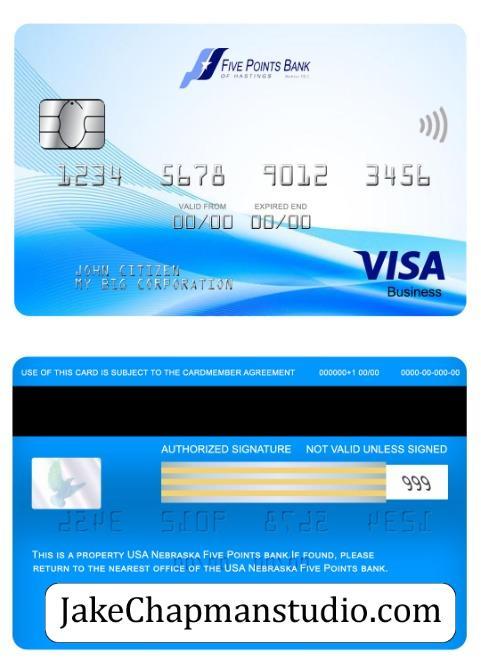 FIVE POINTS BANK
OF HASTINGS
1234 5678 9012 3456
VALID FROM EXPIRED END
00/00 00/00
JOHN CITIZEN
MY BIG CORPORATION
VISA
Business
USE OF THIS CARD IS SUBJECT TO THE CARDMEMBER AGREEMENT 000000+1 00/00 0000-00-000-00
AUTHORIZED SIGNATURE NOT VALID UNLESS SIGNED
999
THIS IS A PROPERTY USA NEBRASKA FIVE POINTS BANK.IF FOUND, PLEASE
RETURN TO THE NEAREST OFFICE OF THE USA NEBRASKA FIVE POINTS BANK.
JakeChapmanstudio.com